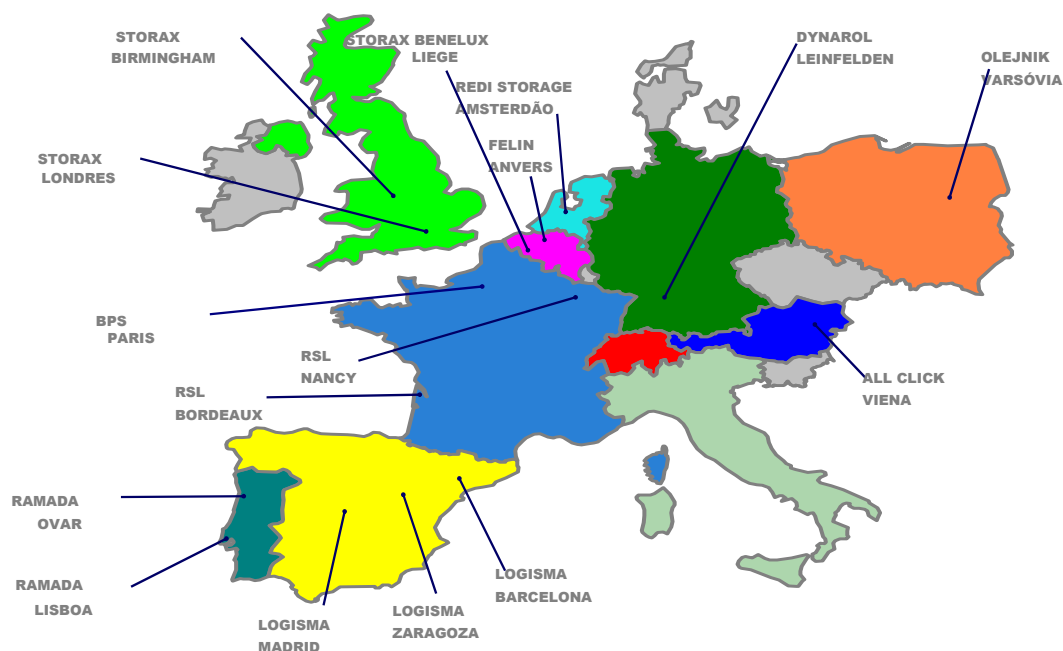 STORAX
BIRMINGHAM
STORAX BENELUX
LIEGE
DYNAROL
LEINFELDEN
OLEJNIK
VARSÓVIA
REDI STORAGE
AMSTERDÃO
FELIN
ANVERS
STORAX
LONDRES
BPS
PARIS
RSL
NANCY
RSL
BORDEAUX
ALL CLICK
VIENA
RAMADA
OVAR
RAMADA
LISBOA
LOGISMA
BARCELONA
LOGISMA
ZARAGOZA
LOGISMA
MADRID